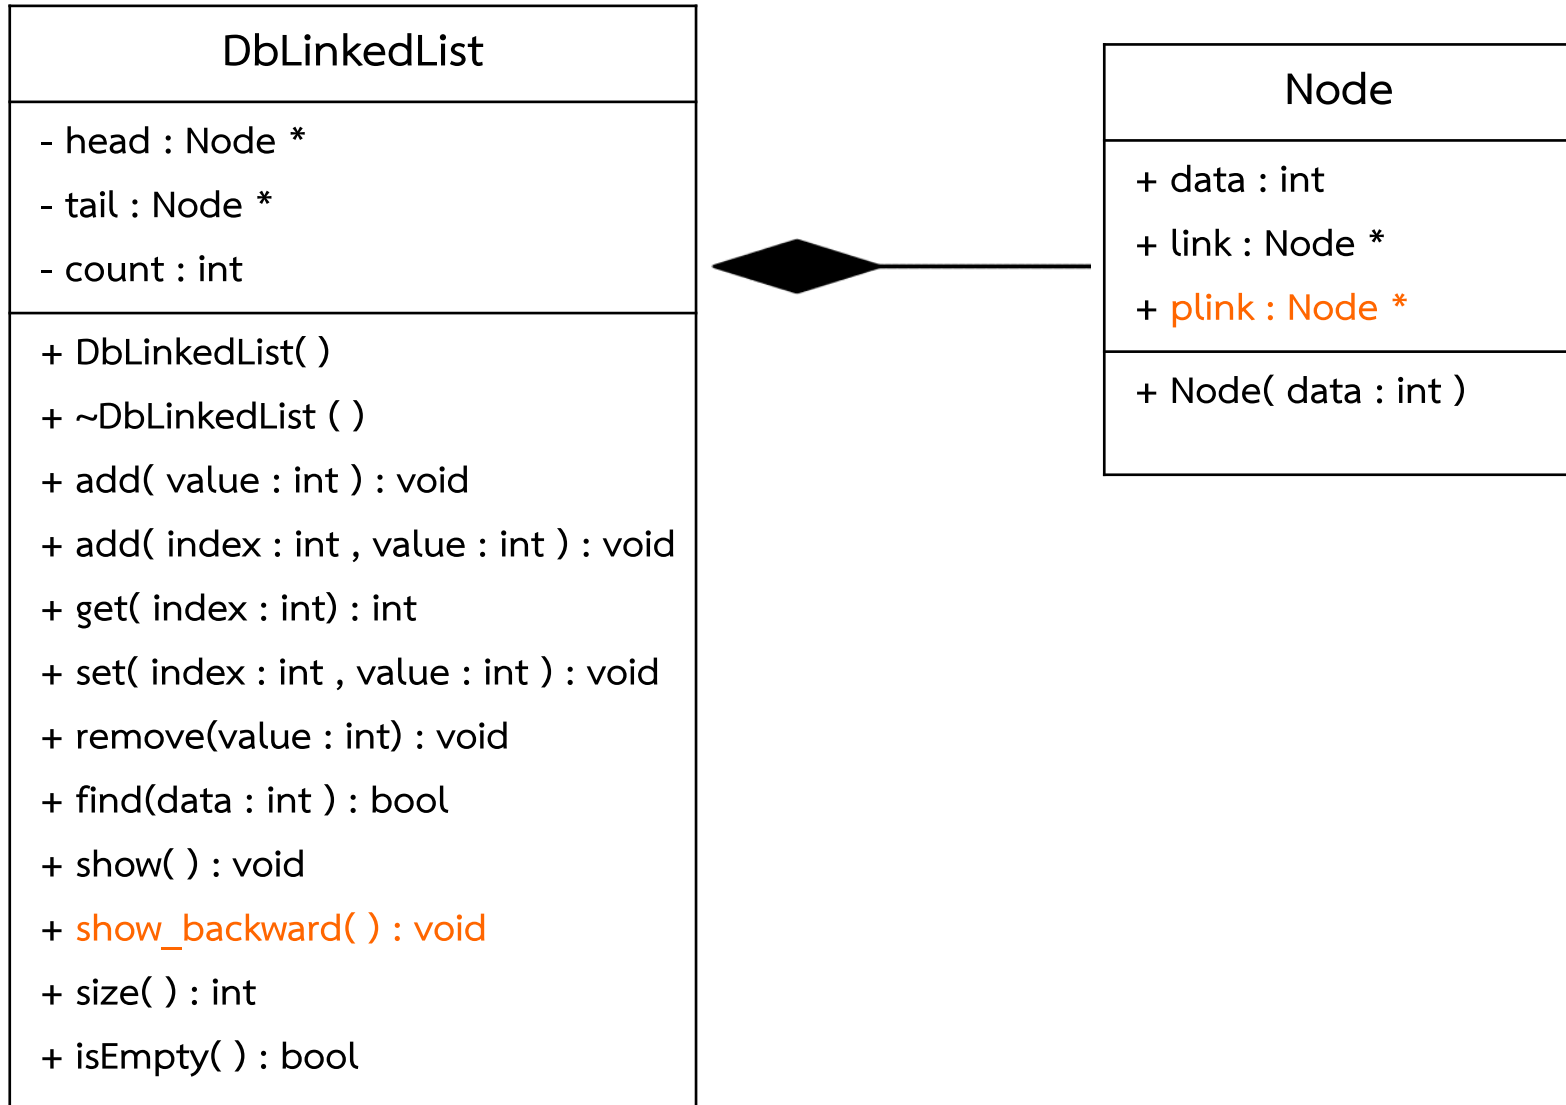 DbLinkedList
- head : Node *
- tail : Node *
- count : int
+ DbLinkedList( )
+ ~DbLinkedList ( )
+ add( value : int ) : void
+ add( index : int , value : int ) : void
+ get( index : int) : int
+ set( index : int , value : int ) : void
+ remove(value : int) : void
+ find(data : int ) : bool
+ show( ) : void
+ show_backward( ) : void
+ size( ) : int
+ isEmpty( ) : bool
Node
+ data : int
+ link : Node *
+ plink : Node *
+ Node( data : int )